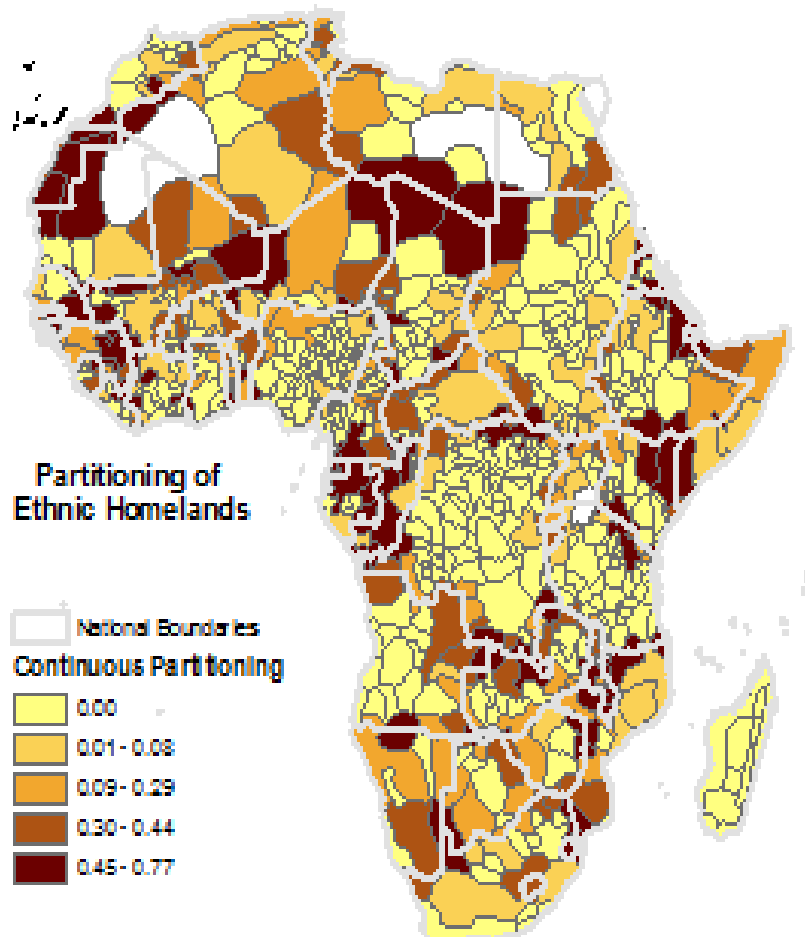 Partitioning of
Ethnic Homelands
National Boundaries
Continuous Partitioning
0.00
0.01 - 0.08
0.09 - 0.29
0.30 - 0.44
0.45 - 0.77